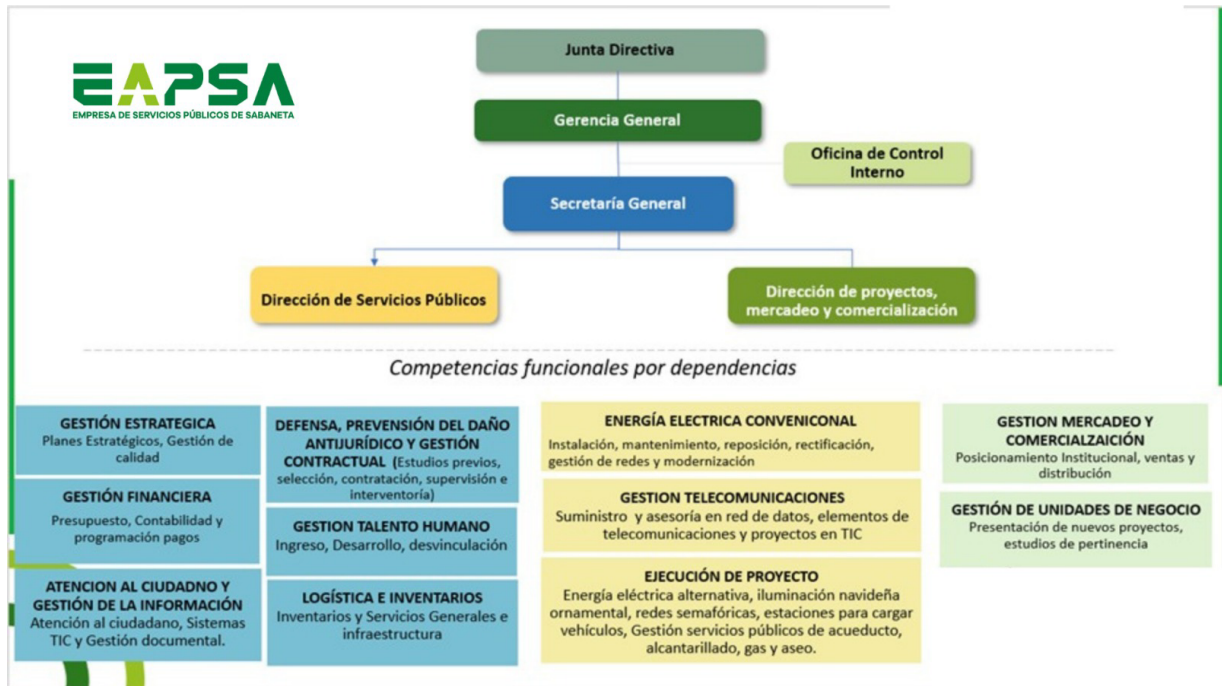 EAPSA
EMPRESA DE SERVICIOS PÚBLICOS DE SABANETA
Junta Directiva
Gerencia General
Oficina de Control
Interno
Secretaría General
Dirección de Servicios Públicos
Dirección de proyectos,
mercadeo y comercialización
Competencias funcionales por dependencias
GESTIÓN ESTRATEGICA
Planes Estratégicos, Gestión de
calidad
GESTIÓN FINANCIERA
Presupuesto, Contabilidad y
programación pagos
ATENCION AL CIUDADNO Y
GESTIÓN DE LA INFORMACIÓN
Atención al ciudadano, Sistemas
TIC y Gestión documental.
DEFENSA, PREVENCIÓN DEL DAÑO
ANTIJURÍDICO Y GESTIÓN
CONTRACTUAL (Estudios previos,
selección, contratación, supervisión e
interventoría)
GESTION TALENTO HUMANO
Ingreso, Desarrollo, desvinculación
LOGÍSTICA E INVENTARIOS
Inventarios y Servicios Generales e
infraestructura
ENERGÍA ELECTRICA CONVENICONAL
Instalación, mantenimiento, reposición, rectificación,
gestión de redes y modernización
GESTION TELECOMUNICACIONES
Suministro y asesoría en red de datos, elementos de
telecomunicaciones y proyectos en TIC
EJECUCIÓN DE PROYECTO
Energía eléctrica alternativa, iluminación navideña
ornamental, redes semafóricas, estaciones para cargar
vehículos, Gestión servicios públicos de acueducto,
alcantarillado, gas y aseo.
GESTION MERCADEO Y
COMERCIALZAICIÓN
Posicionamiento Institucional, ventas y
distribución
GESTIÓN DE UNIDADES DE NEGOCIO
Presentación de nuevos proyectos,
estudios de pertinencia